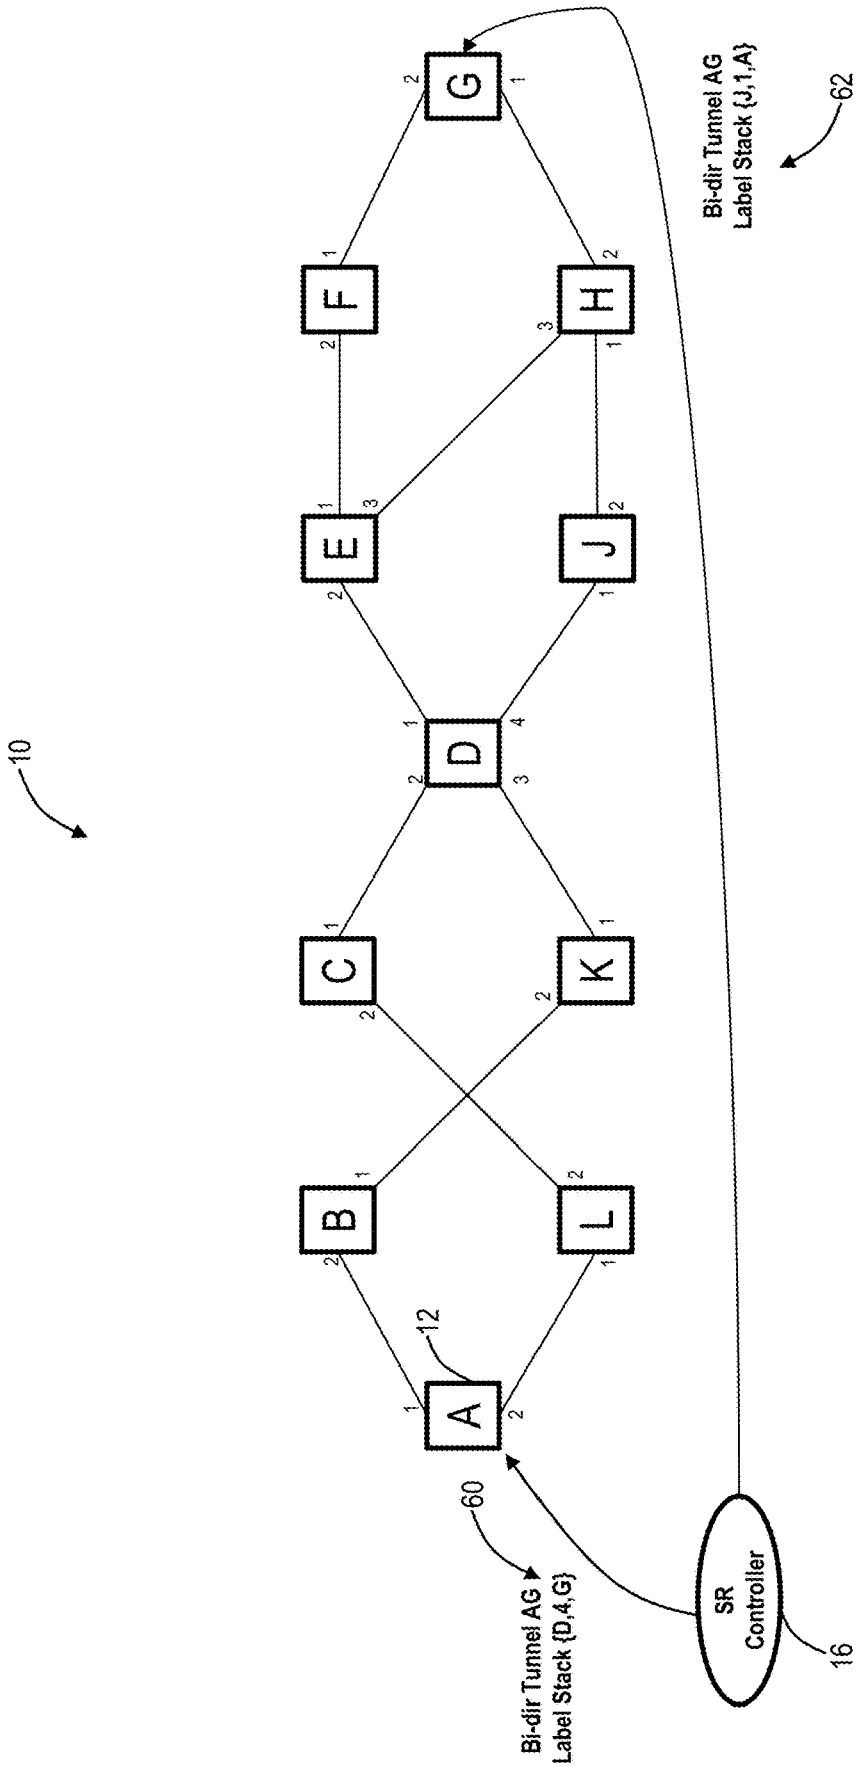 10
2 B 1
2 C 1
2 E 1
3
2 F 1
1
A
2
12
2 1
D
3 4
2
G
1
1 L 2
2
K 1
1 J 2
3
1 H 2
60
Bi-dir Tunnel AG
Label Stack {D,4,G}
Bi-dir Tunnel AG
Label Stack {J,1,A}
62
SR
Controller
16